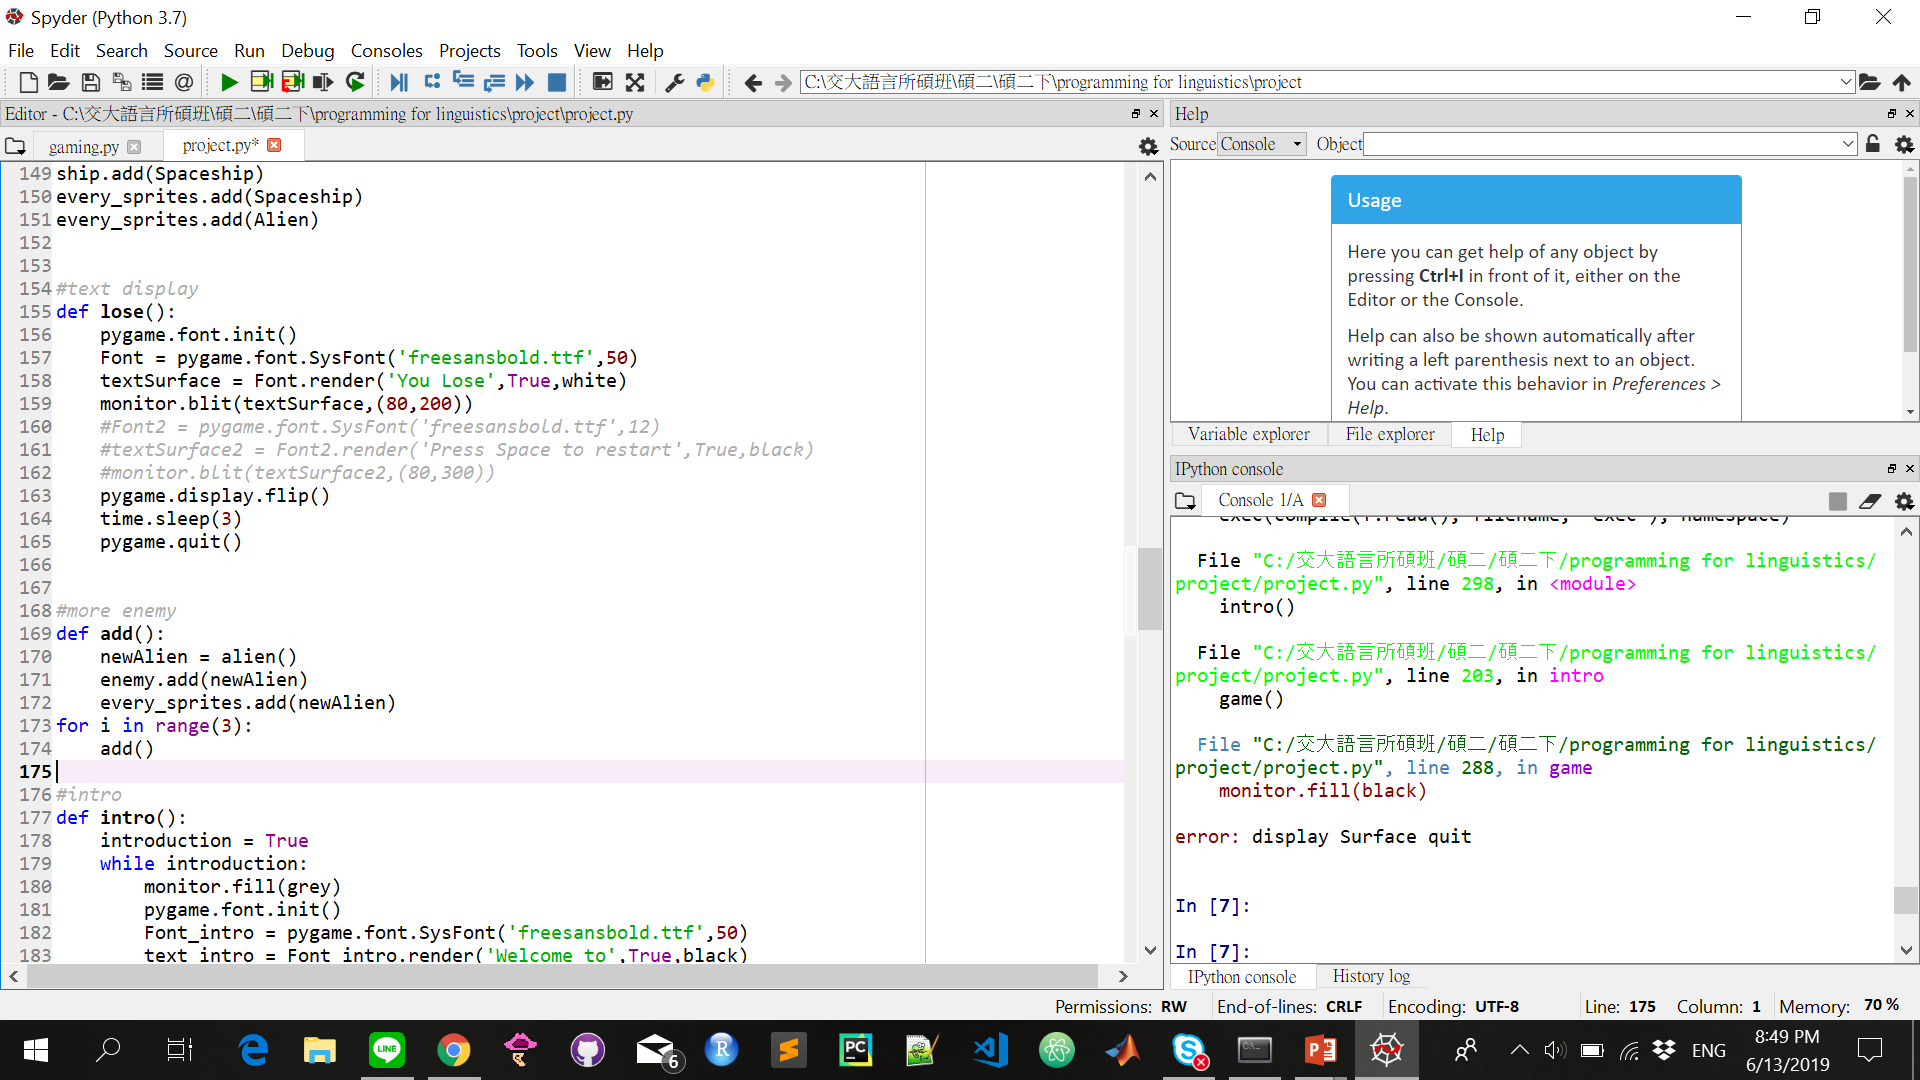 Spyder (Python 3.7)
File Edit Search Source Run Debug Consoles Projects Tools View Help
C:\交大語言所碩班\碩二\碩二下\programming for linguistics\project
Editor - C:\交大語言所碩班\碩二\碩二下\programming for linguistics\project\project.py
gaming.py project.py*
149 ship.add(Spaceship)
150 every_sprites.add(Spaceship)
151 every_sprites.add(Alien)
152
153
154 #text display
155 def lose():
156     pygame.font.init()
157     Font = pygame.font.SysFont('freesansbold.ttf',50)
158     textSurface = Font.render('You Lose',True,white)
159     monitor.blit(textSurface,(80,200))
160     #Font2 = pygame.font.SysFont('freesansbold.ttf',12)
161     #textSurface2 = Font2.render('Press Space to restart',True,black)
162     #monitor.blit(textSurface2,(80,300))
163     pygame.display.flip()
164     time.sleep(3)
165     pygame.quit()
166
167
168 #more enemy
169 def add():
170     newAlien = alien()
171     enemy.add(newAlien)
172     every_sprites.add(newAlien)
173 for i in range(3):
174     add()
175
176 #intro
177 def intro():
178     introduction = True
179     while introduction:
180         monitor.fill(grey)
181         pygame.font.init()
182         Font_intro = pygame.font.SysFont('freesansbold.ttf',50)
183         text_intro = Font_intro.render('Welcome to',True,black)
Help
Source Console Object
Usage
Here you can get help of any object by
pressing Ctrl+I in front of it, either on the
Editor or the Console.
Help can also be shown automatically after
writing a left parenthesis next to an object.
You can activate this behavior in Preferences >
Help.
Variable explorer File explorer Help
IPython console
Console 1/A
exec(compile(f.read(), filename, 'exec'), namespace)
File "C:/交大語言所碩班/碩二/碩二下/programming for linguistics/
project/project.py", line 298, in <module>
intro()
File "C:/交大語言所碩班/碩二/碩二下/programming for linguistics/
project/project.py", line 203, in intro
game()
File "C:/交大語言所碩班/碩二/碩二下/programming for linguistics/
project/project.py", line 288, in game
monitor.fill(black)
error: display Surface quit
In [7]:
In [7]:
IPython console History log
Permissions: RW End-of-lines: CRLF Encoding: UTF-8 Line: 175 Column: 1 Memory: 70 %
LINE
6
R
PC
ENG
8:49 PM
6/13/2019